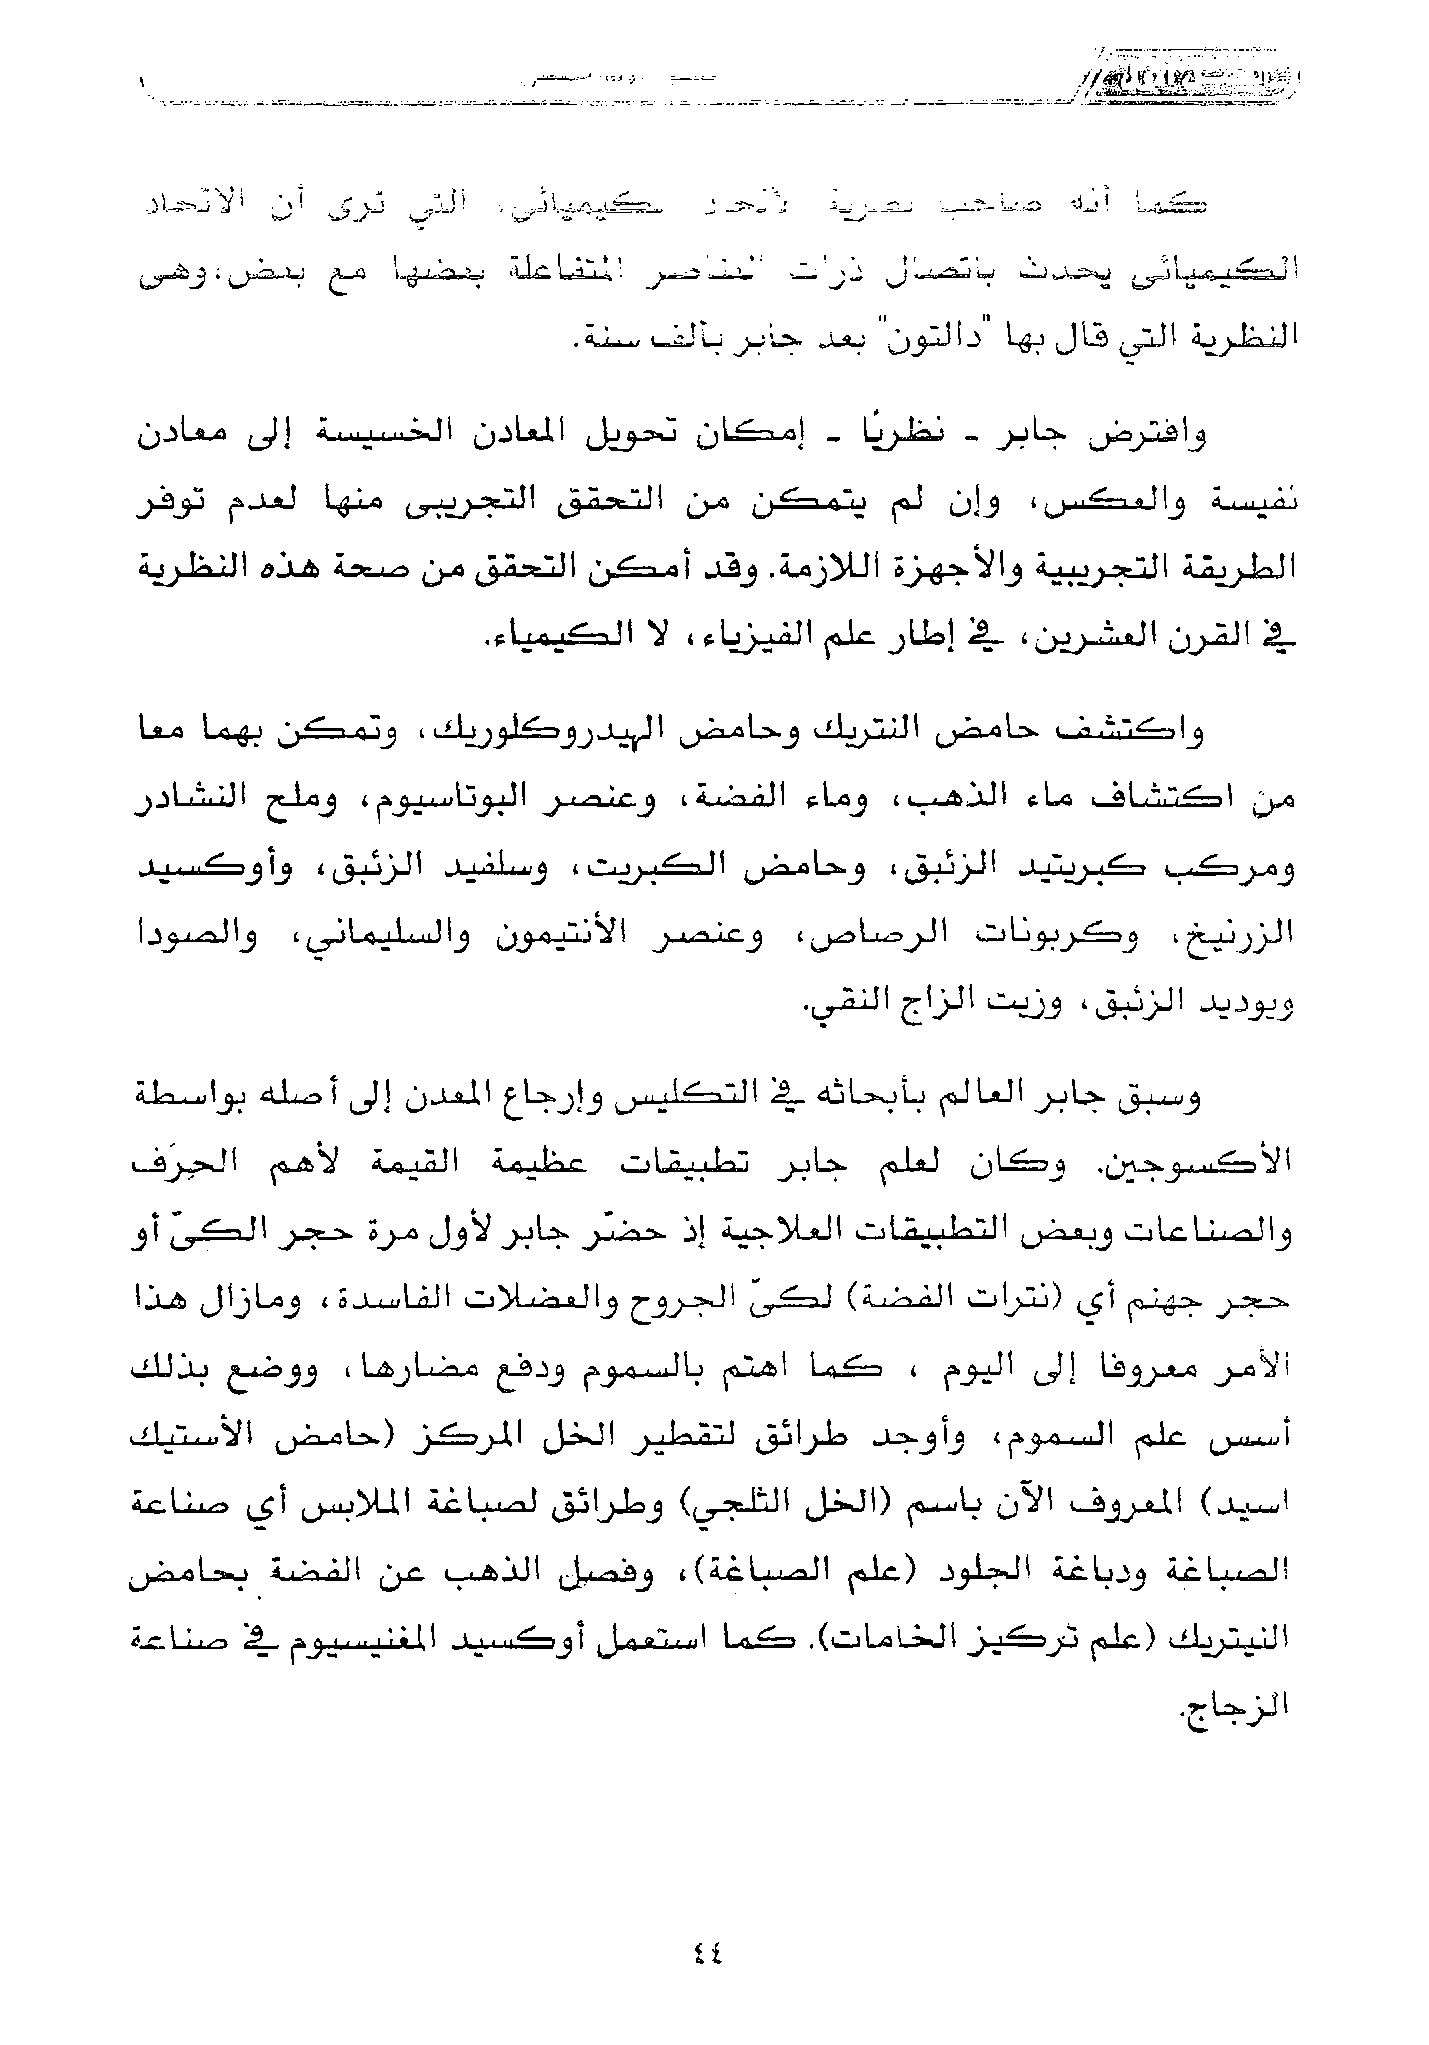 كما أنه صاحب نظرية الاتحاد الكيميائي، التي ترى أن الاتحاد
الكيميائي يحدث باتصال ذرات العناصر المتفاعلة بعضها مع بعض، وهى
النظرية التي قال بها "دالتون" بعد جابر بألف سنة.
وافترض جابر - نظريًا - إمكان تحويل المعادن الخسيسة إلى معادن
نفيسة والعكس، وإن لم يتمكن من التحقق التجريبى منها لعدم توفر
الطريقة التجريبية والأجهزة اللازمة. وقد أمكن التحقق من صحة هذه النظرية
في القرن العشرين، في إطار علم الفيزياء، لا الكيمياء.
واكتشف حامض النتريك وحامض الهيدروكلوريك، وتمكن بهما معا
من اكتشاف ماء الذهب، وماء الفضة، وعنصر البوتاسيوم، وملح النشادر
ومركب كبريتيد الزئبق، وحامض الكبريت، وسلفيد الزئبق، وأوكسيد
الزرنيخ، وكربونات الرصاص، وعنصر الأنتيمون والسليماني، والصودا
ويوديد الزئبق، وزيت الزاج النقي.
وسبق جابر العالم بأبحاثه في التكليس وإرجاع المعدن إلى أصله بواسطة
الأكسوجين. وكان لعلم جابر تطبيقات عظيمة القيمة لأهم الحِرَف
والصناعات وبعض التطبيقات العلاجية إذ حضّر جابر لأول مرة حجر الكىّ أو
حجر جهنم أي (نترات الفضة) لكىّ الجروح والعضلات الفاسدة، ومازال هذا
الأمر معروفا إلى اليوم ، كما اهتم بالسموم ودفع مضارها، ووضع بذلك
أسس علم السموم، وأوجد طرائق لتقطير الخل المركز (حامض الأستيك
اسيد) المعروف الآن باسم (الخل الثلجي) وطرائق لصباغة الملابس أي صناعة
الصباغة ودباغة الجلود (علم الصباغة)، وفصل الذهب عن الفضة بحامض
النيتريك (علم تركيز الخامات). كما استعمل أوكسيد المغنيسيوم في صناعة
الزجاج.
٤٤